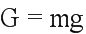 G = mg